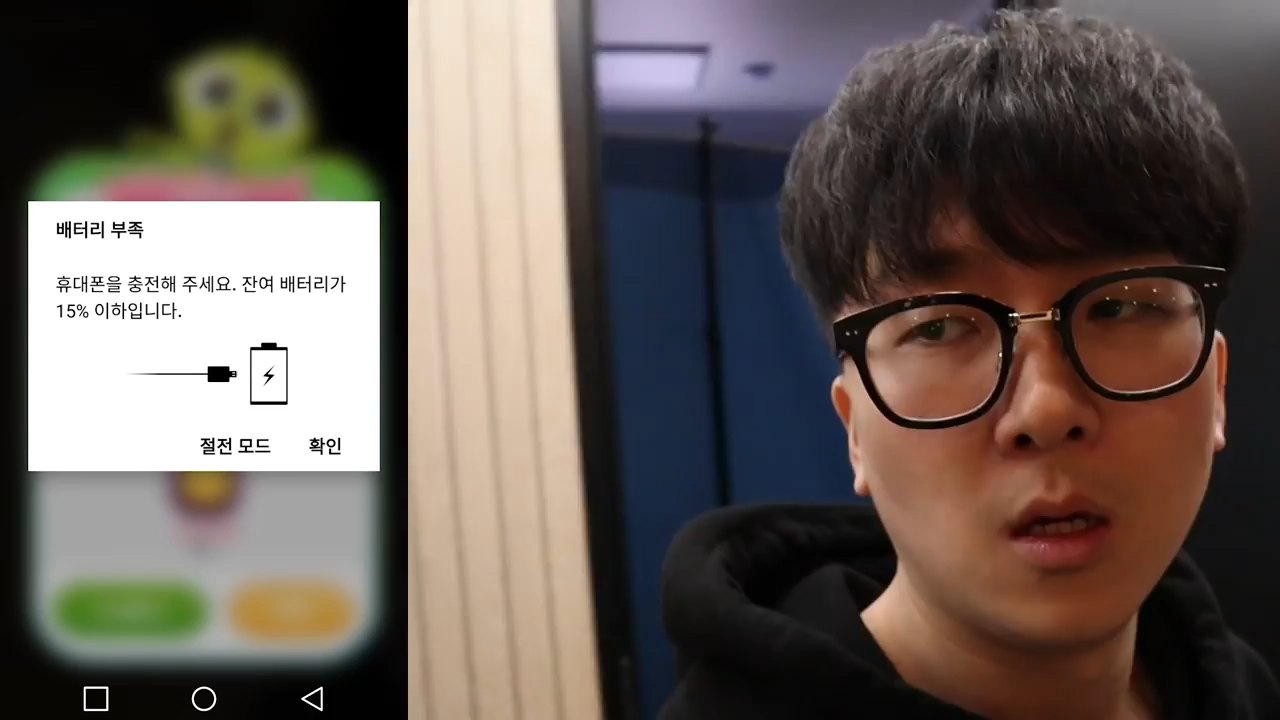 배터리 부족
휴대폰을 충전해 주세요. 잔여 배터리가
15% 이하입니다.
절전 모드 확인